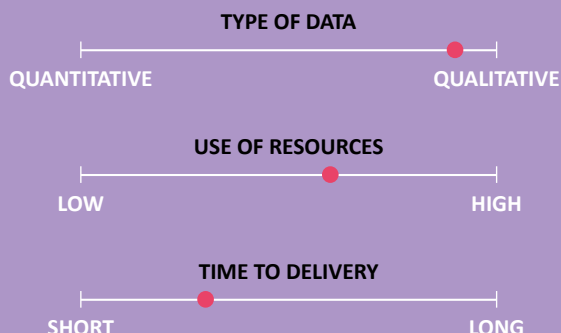 TYPE OF DATA
QUANTITATIVE QUALITATIVE
USE OF RESOURCES
LOW HIGH
TIME TO DELIVERY
SHORT LONG